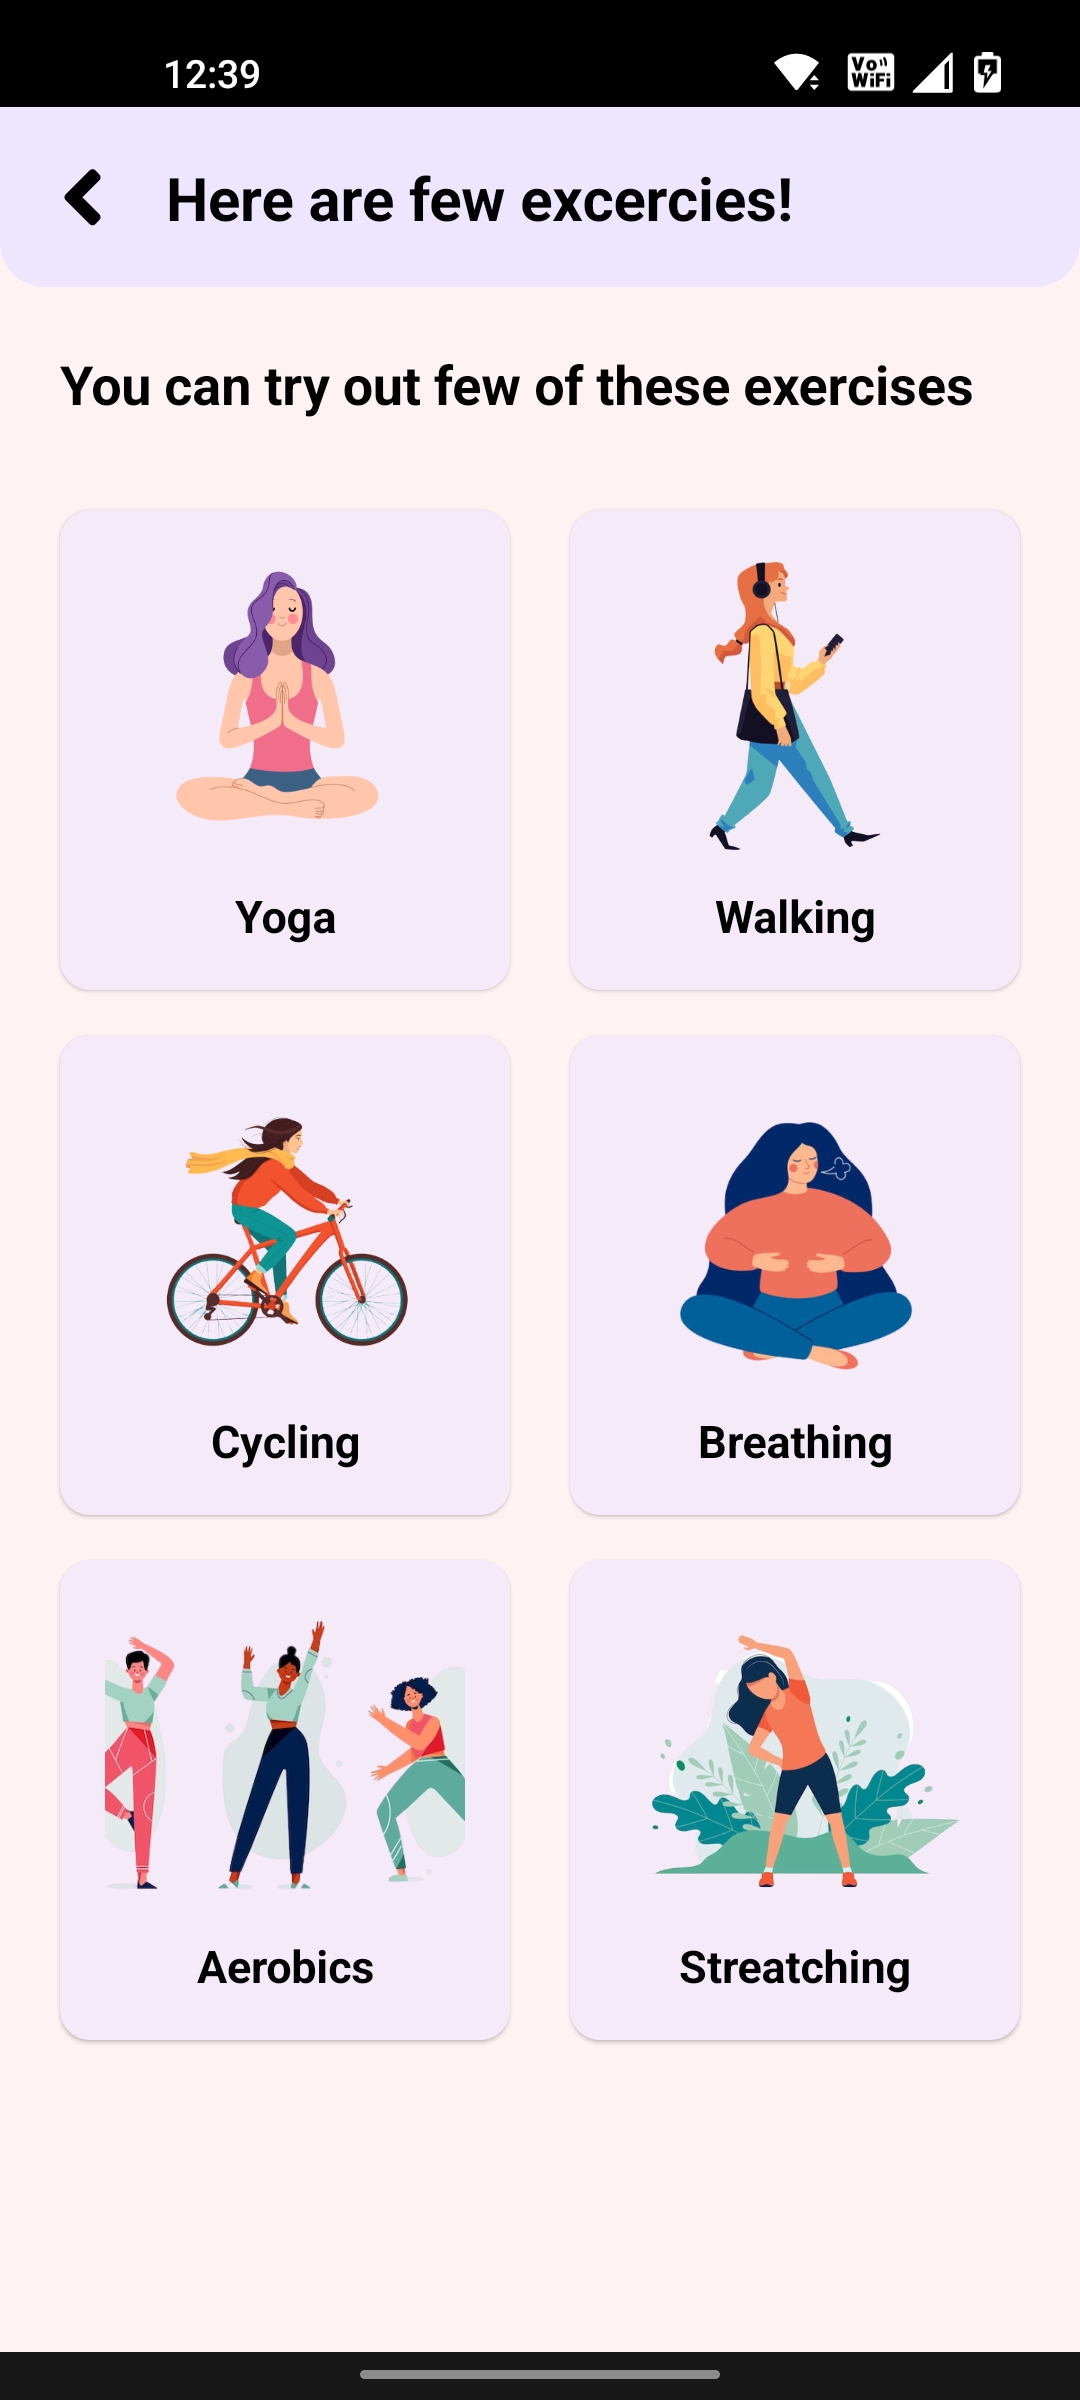 12:39
Vo
WiFi
Here are few excercies!
You can try out few of these exercises
Yoga
Walking
Cycling
Breathing
Aerobics
Streatching